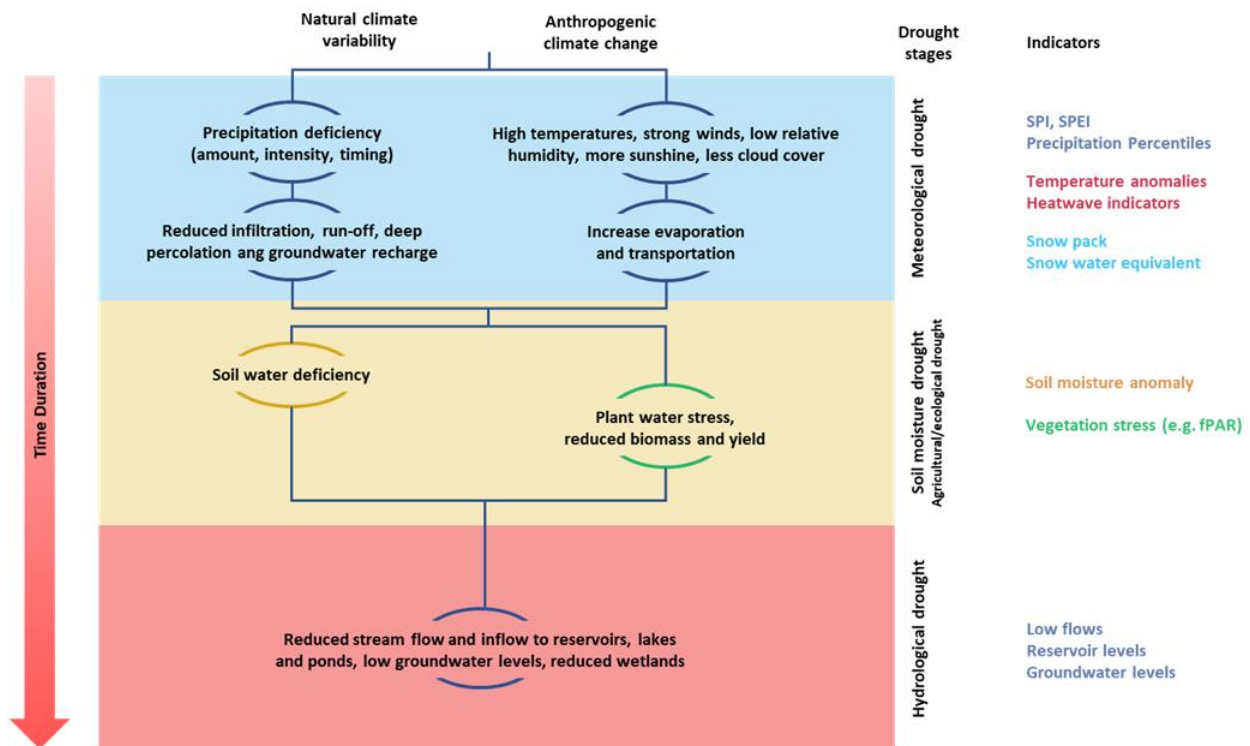 Natural climate
variability
Anthropogenic
climate change
Drought
stages
Indicators
Time Duration
Precipitation deficiency
(amount, intensity, timing)
High temperatures, strong winds, low relative
humidity, more sunshine, less cloud cover
Reduced infiltration, run-off, deep
percolation ang groundwater recharge
Increase evaporation
and transportation
Meteorological drought
SPI, SPEI
Precipitation Percentiles
Temperature anomalies
Heatwave indicators
Snow pack
Snow water equivalent
Soil water deficiency
Plant water stress,
reduced biomass and yield
Soil moisture drought
Agricultural/ecological drought
Soil moisture anomaly
Vegetation stress (e.g. fPAR)
Reduced stream flow and inflow to reservoirs, lakes
and ponds, low groundwater levels, reduced wetlands
Hydrological drought
Low flows
Reservoir levels
Groundwater levels